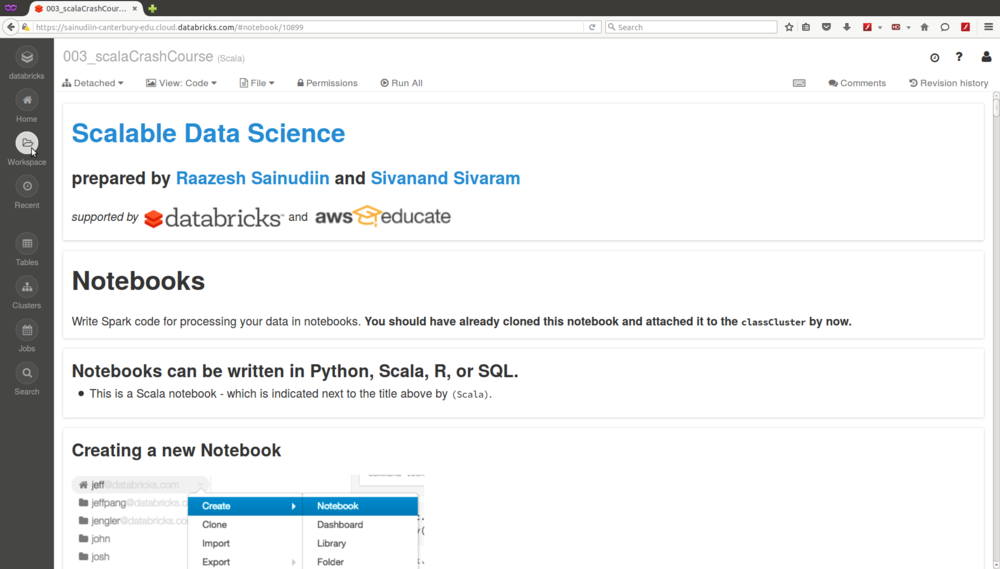 003_scalaCrashCour...
https://sainudiin-canterbury-edu.cloud.databricks.com/#notebook/10899
Search
databricks
Home
Workspace
Recent
Tables
Clusters
Jobs
Search
003_scalaCrashCourse (Scala)
Detached View: Code File Permissions Run All Comments Revision history
Scalable Data Science
prepared by Raazesh Sainudiin and Sivanand Sivaram
supported by databricks and aws educate
Notebooks
Write Spark code for processing your data in notebooks. You should have already cloned this notebook and attached it to the classCluster by now.
Notebooks can be written in Python, Scala, R, or SQL.
• This is a Scala notebook - which is indicated next to the title above by (Scala).
Creating a new Notebook
jeff@databricks.com
jeffpang@databricks.c
jengler@databricks.co
john
josh
Create Notebook
Clone Dashboard
Import Library
Export Folder